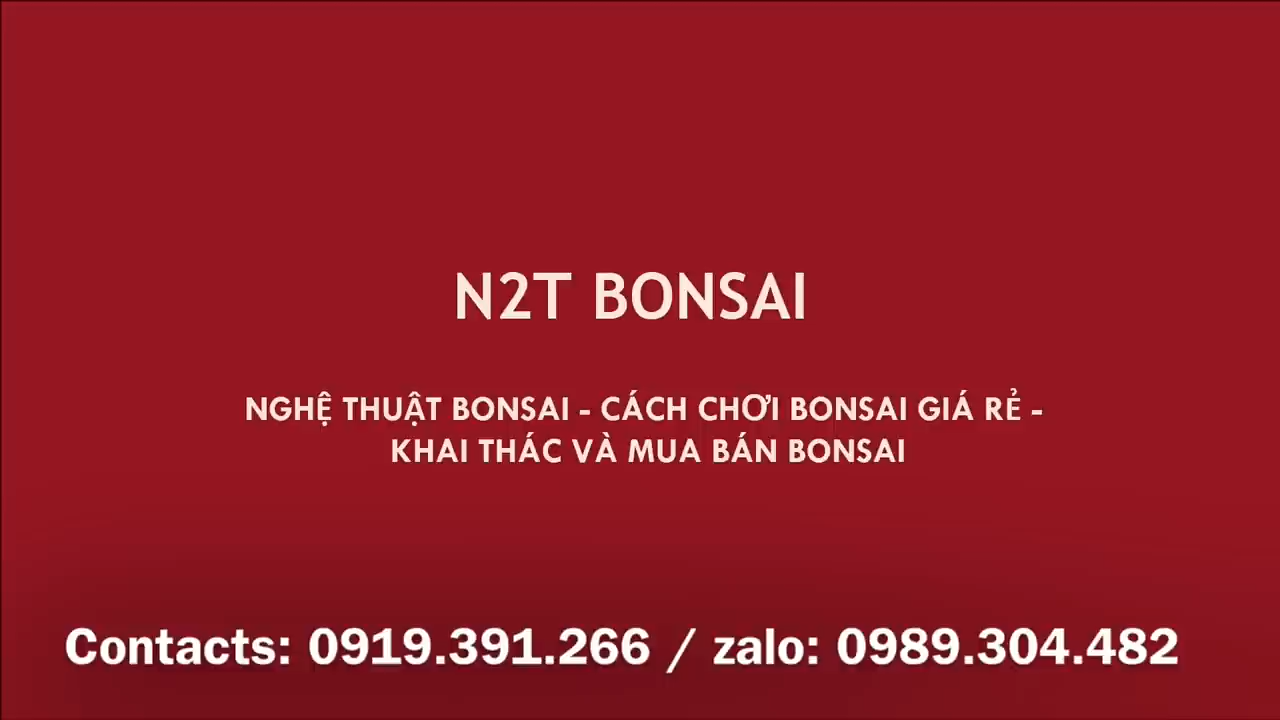 N2T BONSAI
NGHỆ THUẬT BONSAI - CÁCH CHƠI BONSAI GIÁ RẺ -
KHAI THÁC VÀ MUA BÁN BONSAI
Contacts: 0919.391.266 / zalo: 0989.304.482